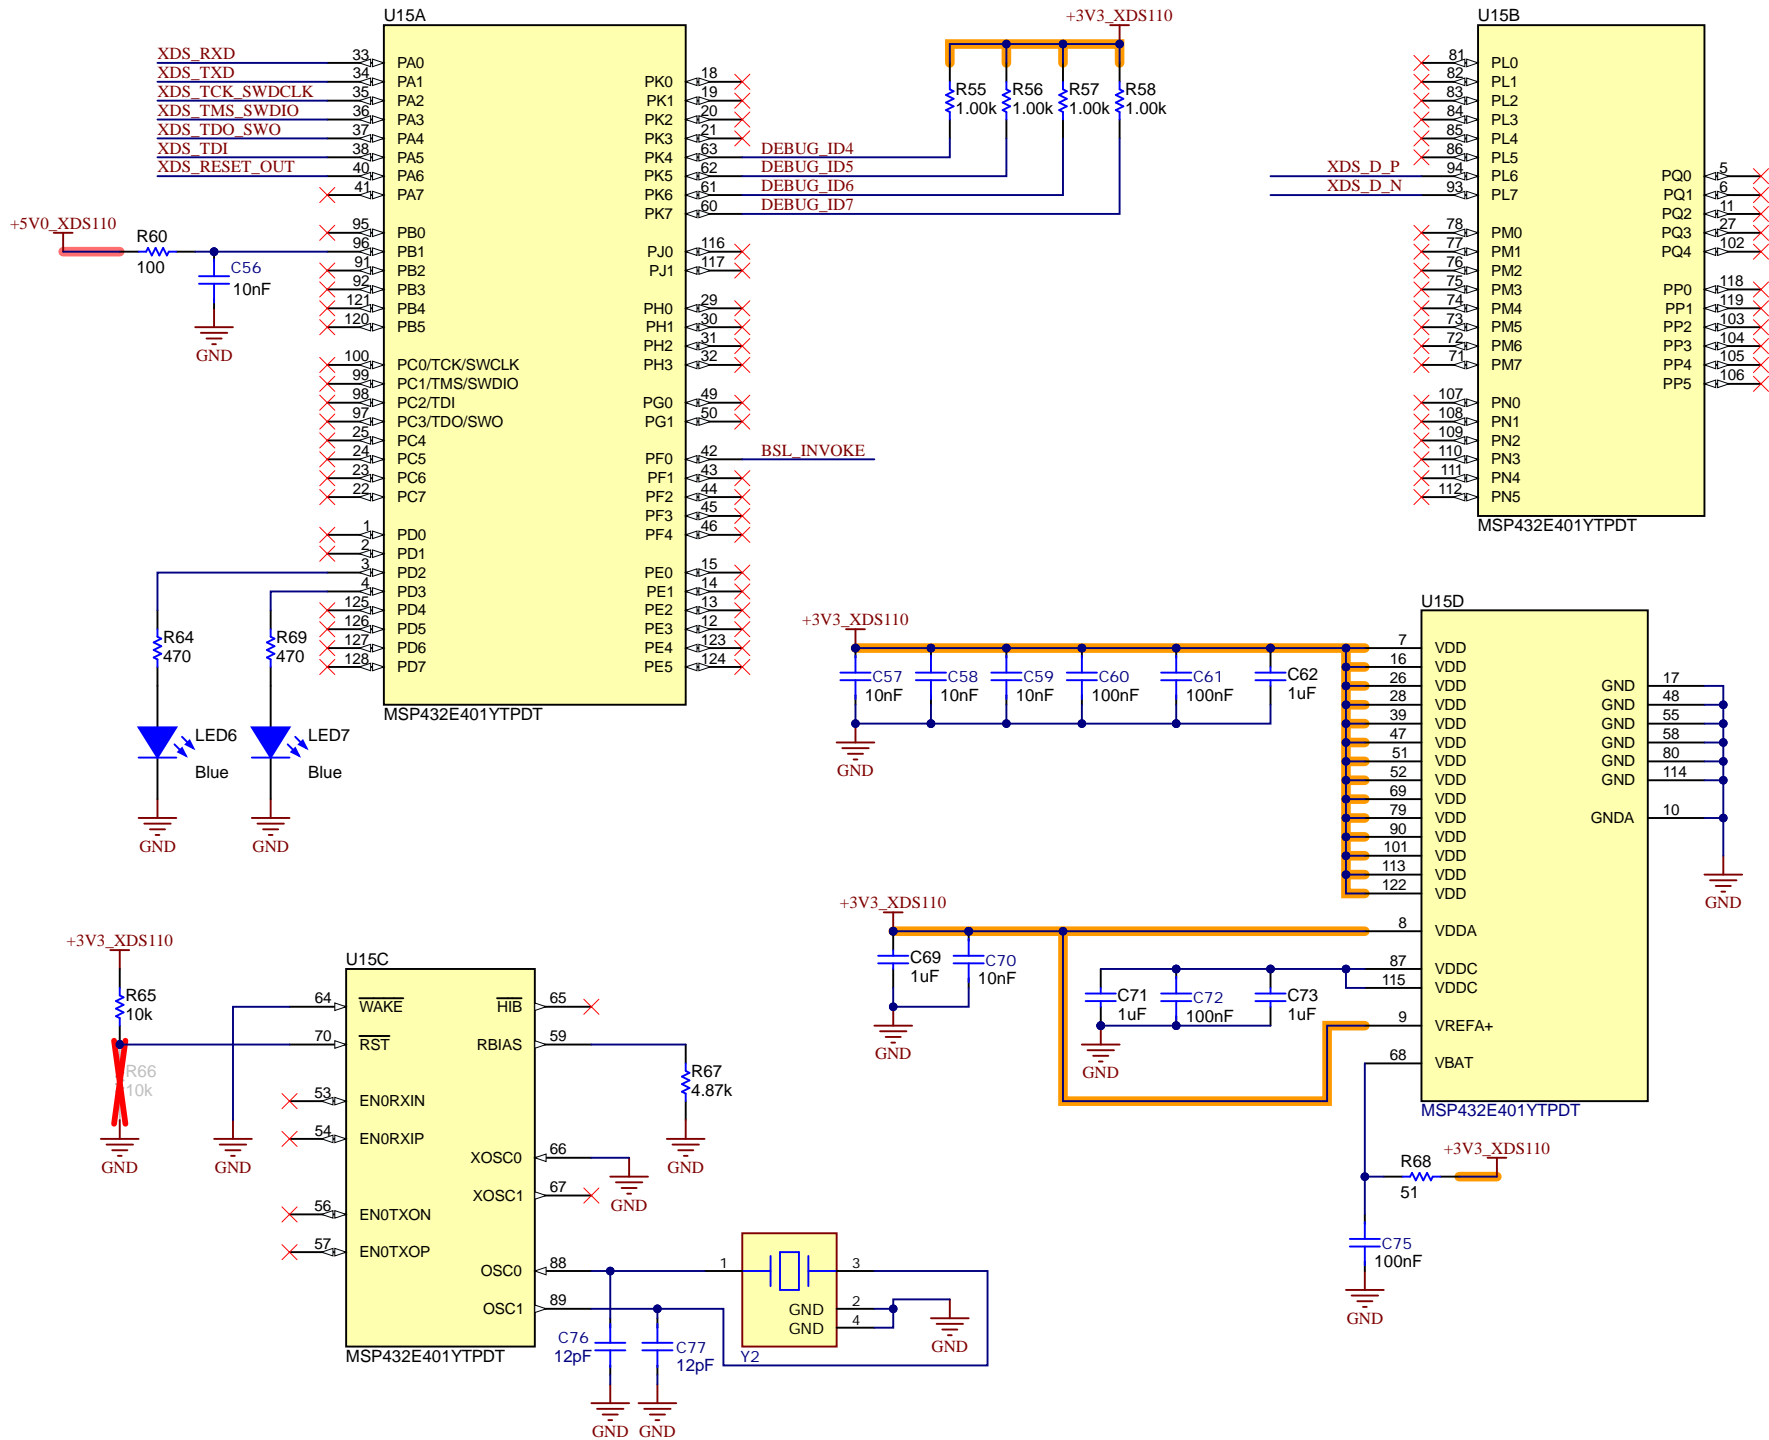 U15A
XDS_RXD 33 PA0
XDS_TXD 34 PA1
XDS_TCK_SWDCLK 35 PA2
XDS_TMS_SWDIO 36 PA3
XDS_TDO_SWO 37 PA4
XDS_TDI 38 PA5
XDS_RESET_OUT 40 PA6
41 PA7
95 PB0
96 PB1
91 PB2
92 PB3
121 PB4
120 PB5
100 PC0/TCK/SWCLK
99 PC1/TMS/SWDIO
98 PC2/TDI
97 PC3/TDO/SWO
25 PC4
24 PC5
23 PC6
22 PC7
1 PD0
2 PD1
3 PD2
4 PD3
125 PD4
126 PD5
127 PD6
128 PD7
PK0 18
PK1 19
PK2 20
PK3 21
PK4 63 DEBUG_ID4
PK5 62 DEBUG_ID5
PK6 61 DEBUG_ID6
PK7 60 DEBUG_ID7
PJ0 116
PJ1 117
PH0 29
PH1 30
PH2 31
PH3 32
PG0 49
PG1 50
PF0 42 BSL_INVOKE
PF1 43
PF2 44
PF3 45
PF4 46
PE0 15
PE1 14
PE2 13
PE3 12
PE4 123
PE5 124
MSP432E401YTPDT
+5V0_XDS110
R60
100
C56
10nF
GND
R64
470
R69
470
LED6
Blue
LED7
Blue
GND
GND
+3V3_XDS110
R55
1.00k
R56
1.00k
R57
1.00k
R58
1.00k
U15B
81 PL0
82 PL1
83 PL2
84 PL3
85 PL4
86 PL5
XDS_D_P 94 PL6
XDS_D_N 93 PL7
78 PM0
77 PM1
76 PM2
75 PM3
74 PM4
73 PM5
72 PM6
71 PM7
107 PN0
108 PN1
109 PN2
110 PN3
111 PN4
112 PN5
PQ0 5
PQ1 6
PQ2 11
PQ3 27
PQ4 102
PP0 118
PP1 119
PP2 103
PP3 104
PP4 105
PP5 106
MSP432E401YTPDT
U15D
+3V3_XDS110
C57
10nF
C58
10nF
C59
10nF
C60
100nF
C61
100nF
C62
1uF
GND
7 VDD
16 VDD
26 VDD
28 VDD
39 VDD
47 VDD
51 VDD
52 VDD
69 VDD
79 VDD
90 VDD
101 VDD
113 VDD
122 VDD
8 VDDA
87 VDDC
115 VDDC
9 VREFA+
68 VBAT
GND 17
GND 48
GND 55
GND 58
GND 80
GND 114
GNDA 10
GND
MSP432E401YTPDT
+3V3_XDS110
C69
1uF
C70
10nF
GND
C71
1uF
C72
100nF
C73
1uF
GND
+3V3_XDS110
R68
51
C75
100nF
GND
+3V3_XDS110
R65
10k
R66
10k
GND
GND
U15C
64 WAKE
70 RST
53 EN0RXIN
54 EN0RXIP
56 EN0TXON
57 EN0TXOP
HIB 65
RBIAS 59
XOSC0 66
XOSC1 67
OSC0 88
OSC1 89
MSP432E401YTPDT
R67
4.87k
GND
GND
C76
12pF
C77
12pF
GND
GND
1
3
GND 2
GND 4
Y2
GND